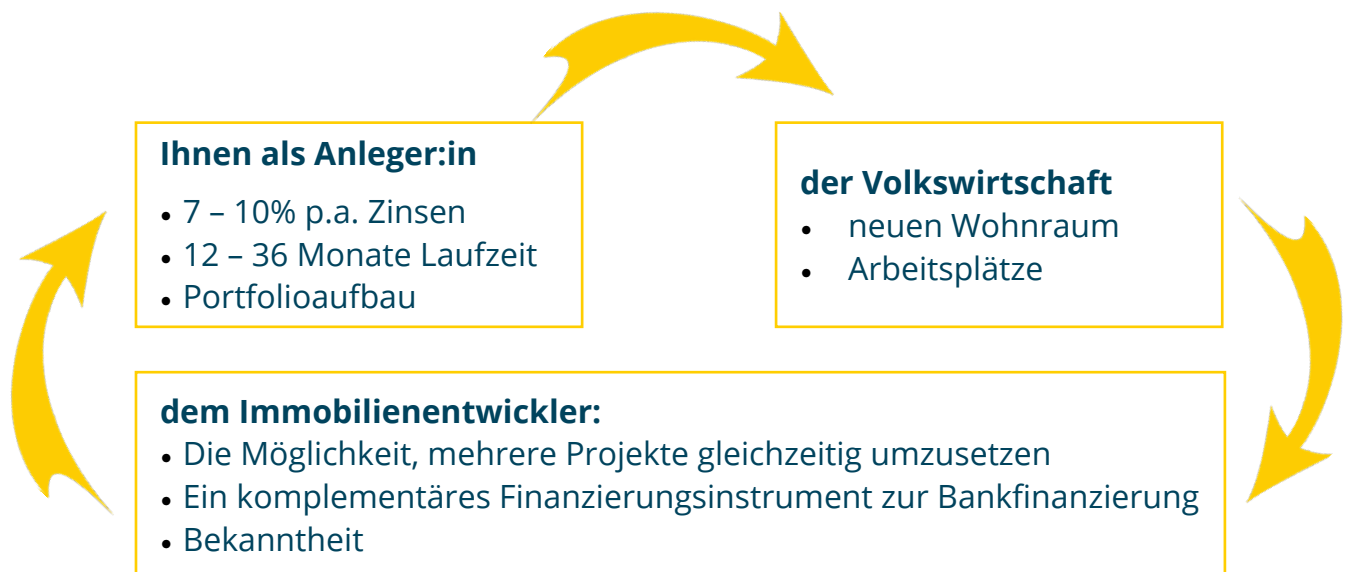 Ihnen als Anleger:in
• 7 – 10% p.a. Zinsen
• 12 – 36 Monate Laufzeit
• Portfolioaufbau
der Volkswirtschaft
• neuen Wohnraum
• Arbeitsplätze
dem Immobilienentwickler:
• Die Möglichkeit, mehrere Projekte gleichzeitig umzusetzen
• Ein komplementäres Finanzierungsinstrument zur Bankfinanzierung
• Bekanntheit